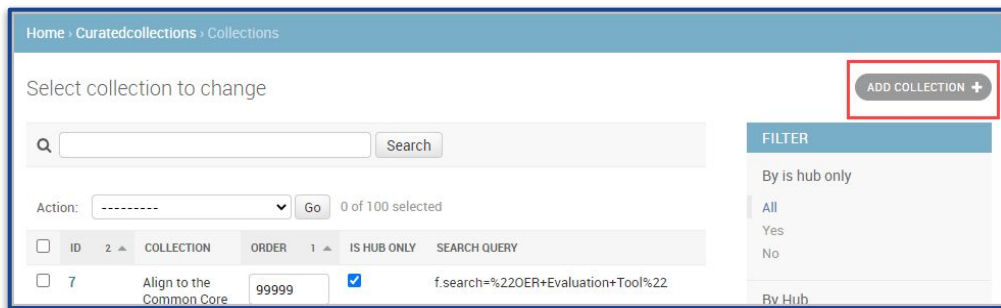 Home › Curatedcollections › Collections
Select collection to change
ADD COLLECTION +
Search
FILTER
By is hub only
Action: --------- Go 0 of 100 selected
All
Yes
No
ID 2 COLLECTION ORDER 1 IS HUB ONLY SEARCH QUERY
7 Align to the 99999 f.search=%22OER+Evaluation+Tool%22
Common Core
By Hub